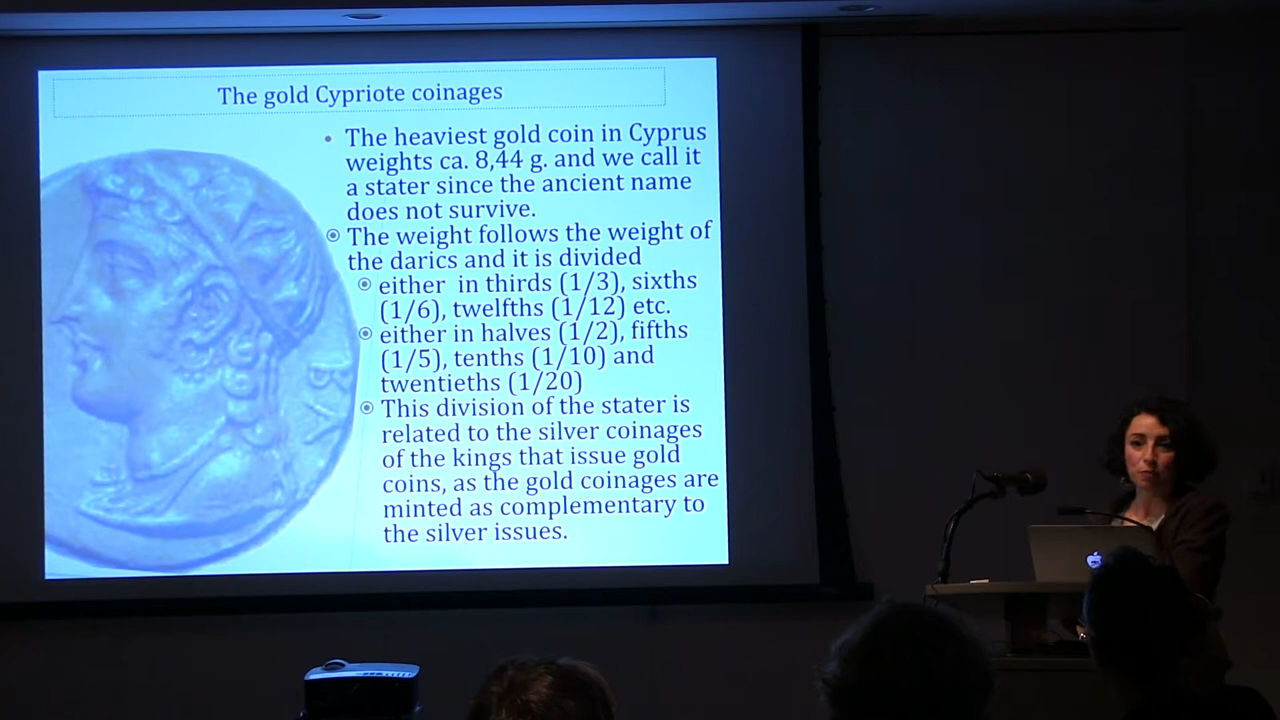 The gold Cypriote coinages
• The heaviest gold coin in Cyprus
weights ca. 8,44 g. and we call it
a stater since the ancient name
does not survive.
The weight follows the weight of
the darics and it is divided
either in thirds (1/3), sixths
(1/6), twelfths (1/12) etc.
either in halves (1/2), fifths
(1/5), tenths (1/10) and
twentieths (1/20)
This division of the stater is
related to the silver coinages
of the kings that issue gold
coins, as the gold coinages are
minted as complementary to
the silver issues.